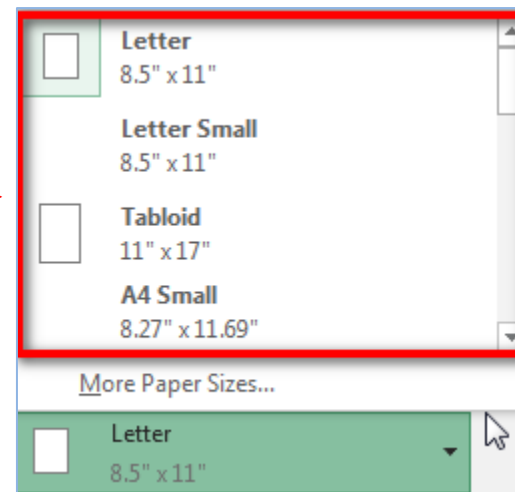 Letter
8.5" x 11"
Letter Small
8.5" x 11"
Tabloid
11" x 17"
A4 Small
8.27" x 11.69"
More Paper Sizes...
Letter
8.5" x 11"